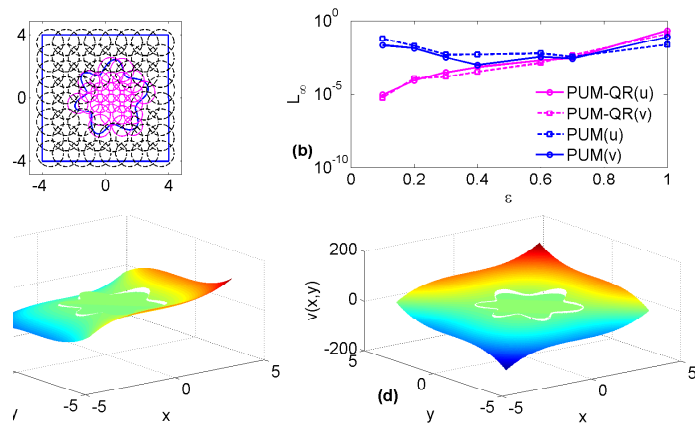 4
0
-4
-4 0 4
10^0
10^-5
10^-10
L∞
(b)
PUM-QR(u)
PUM-QR(v)
PUM(u)
PUM(v)
0 0.2 0.4 0.6 0.8 1
ε
5
0
-5
-5
x
200
0
-200
v(x,y)
5
0
-5
y
(d)
-5
0
5
x